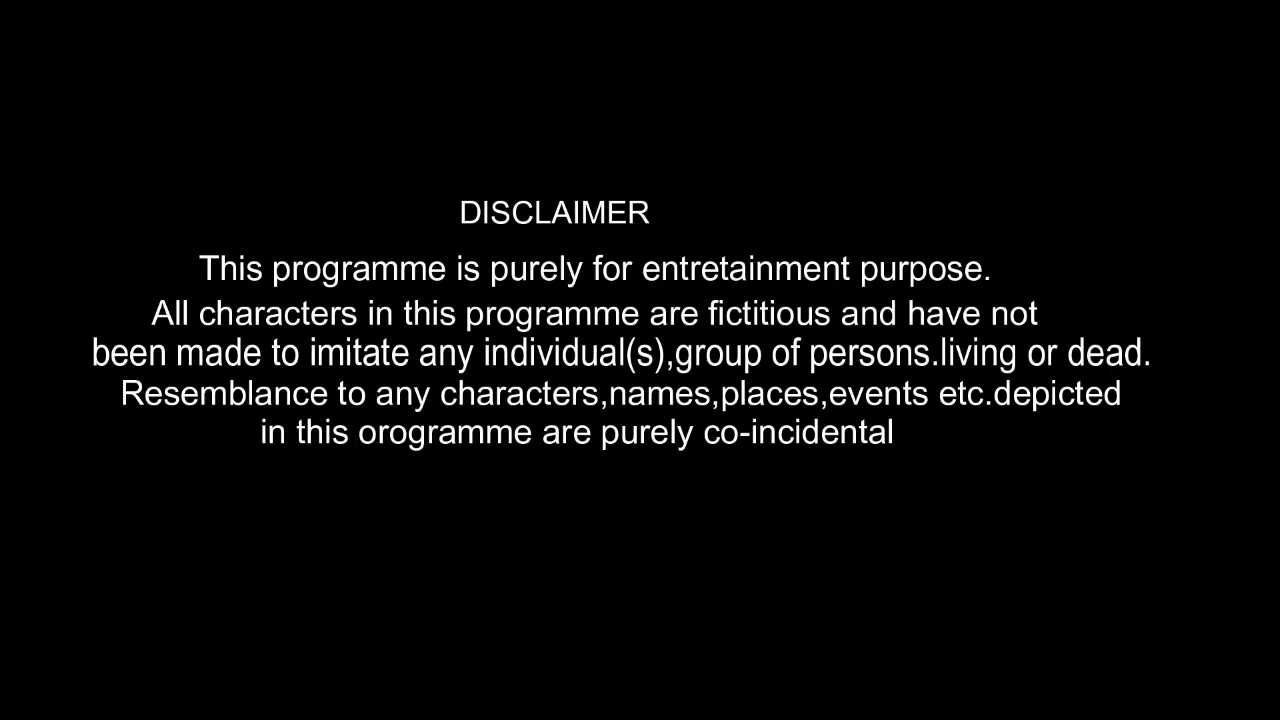 DISCLAIMER
This programme is purely for entretainment purpose.
All characters in this programme are fictitious and have not
been made to imitate any individual(s),group of persons.living or dead.
Resemblance to any characters,names,places,events etc.depicted
in this orogramme are purely co-incidental